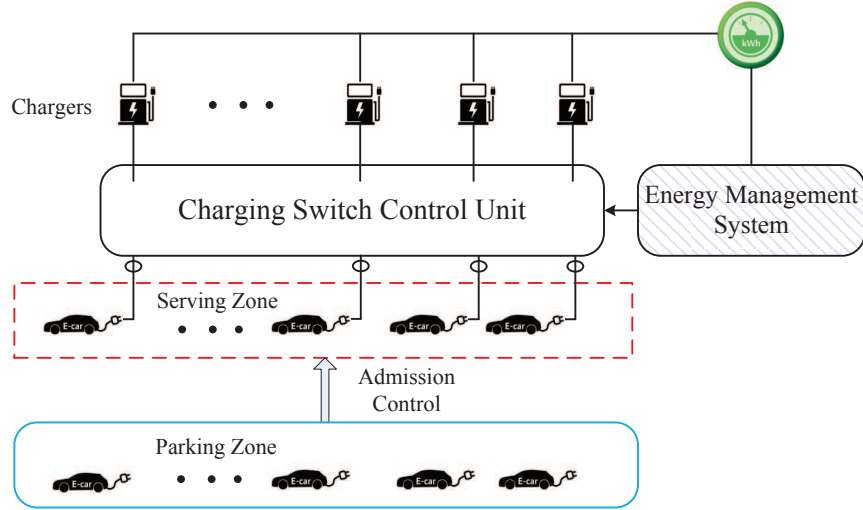 kWh
Chargers
Charging Switch Control Unit
Energy Management
System
Serving Zone
E-car
E-car
E-car
E-car
Admission
Control
Parking Zone
E-car
E-car
E-car
E-car